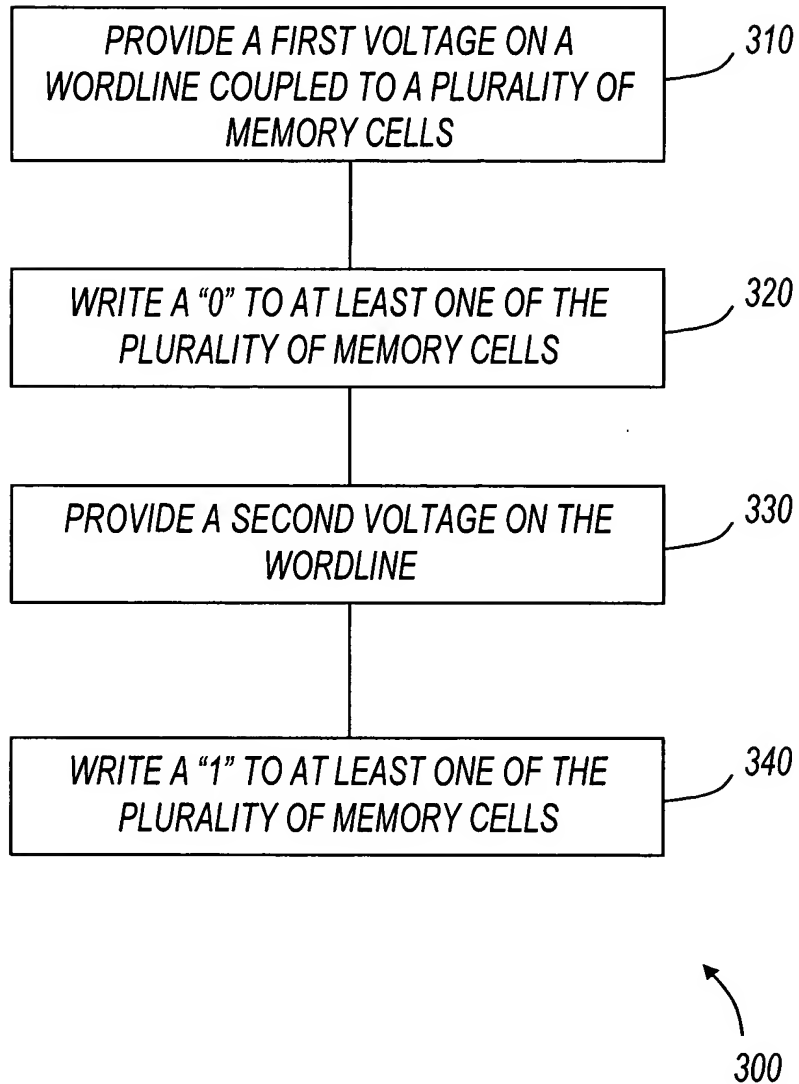 PROVIDE A FIRST VOLTAGE ON A
WORDLINE COUPLED TO A PLURALITY OF
MEMORY CELLS
310
WRITE A “0” TO AT LEAST ONE OF THE
PLURALITY OF MEMORY CELLS
320
PROVIDE A SECOND VOLTAGE ON THE
WORDLINE
330
WRITE A “1” TO AT LEAST ONE OF THE
PLURALITY OF MEMORY CELLS
340
300